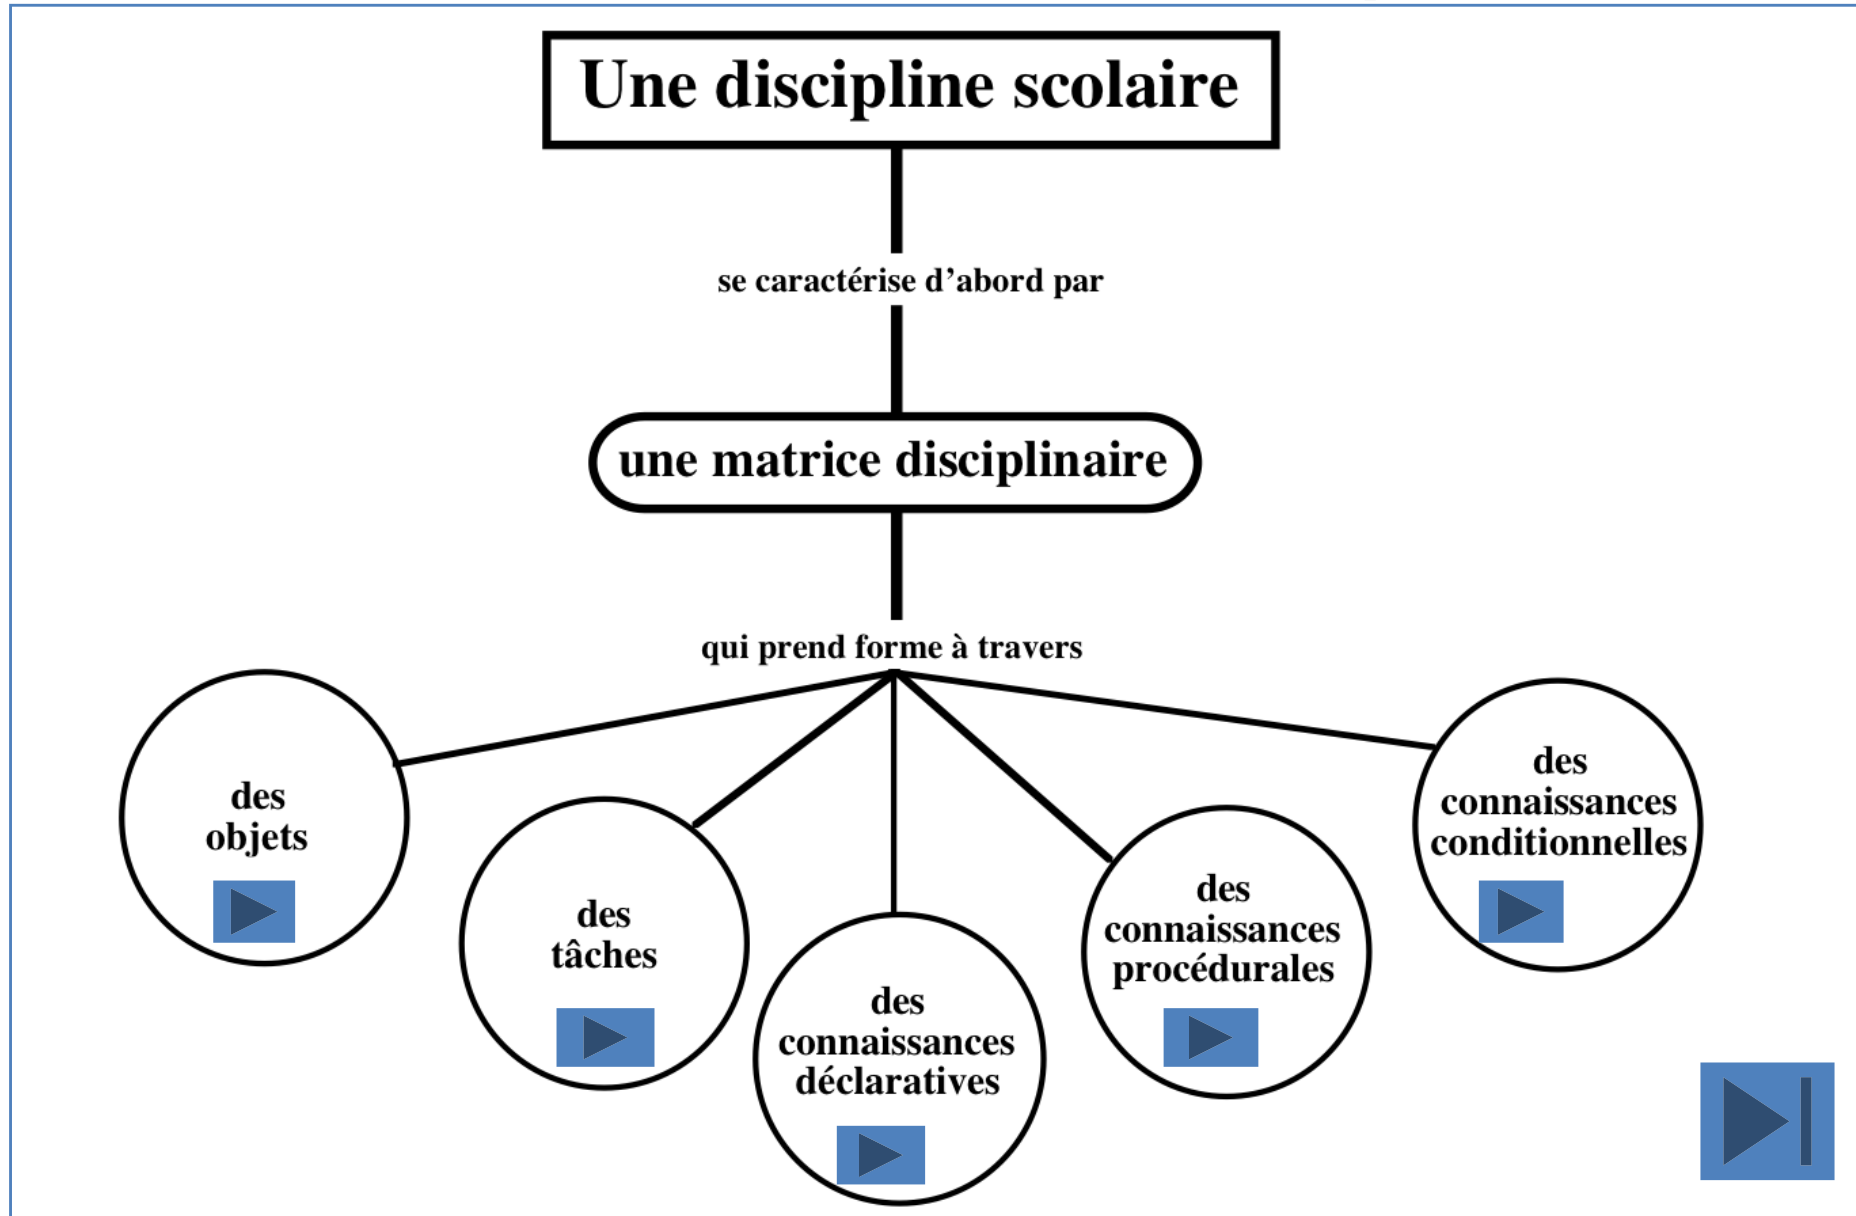 Une discipline scolaire
se caractérise d’abord par
une matrice disciplinaire
qui prend forme à travers
des
objets
des
tâches
des
connaissances
déclaratives
des
connaissances
procédurales
des
connaissances
conditionnelles